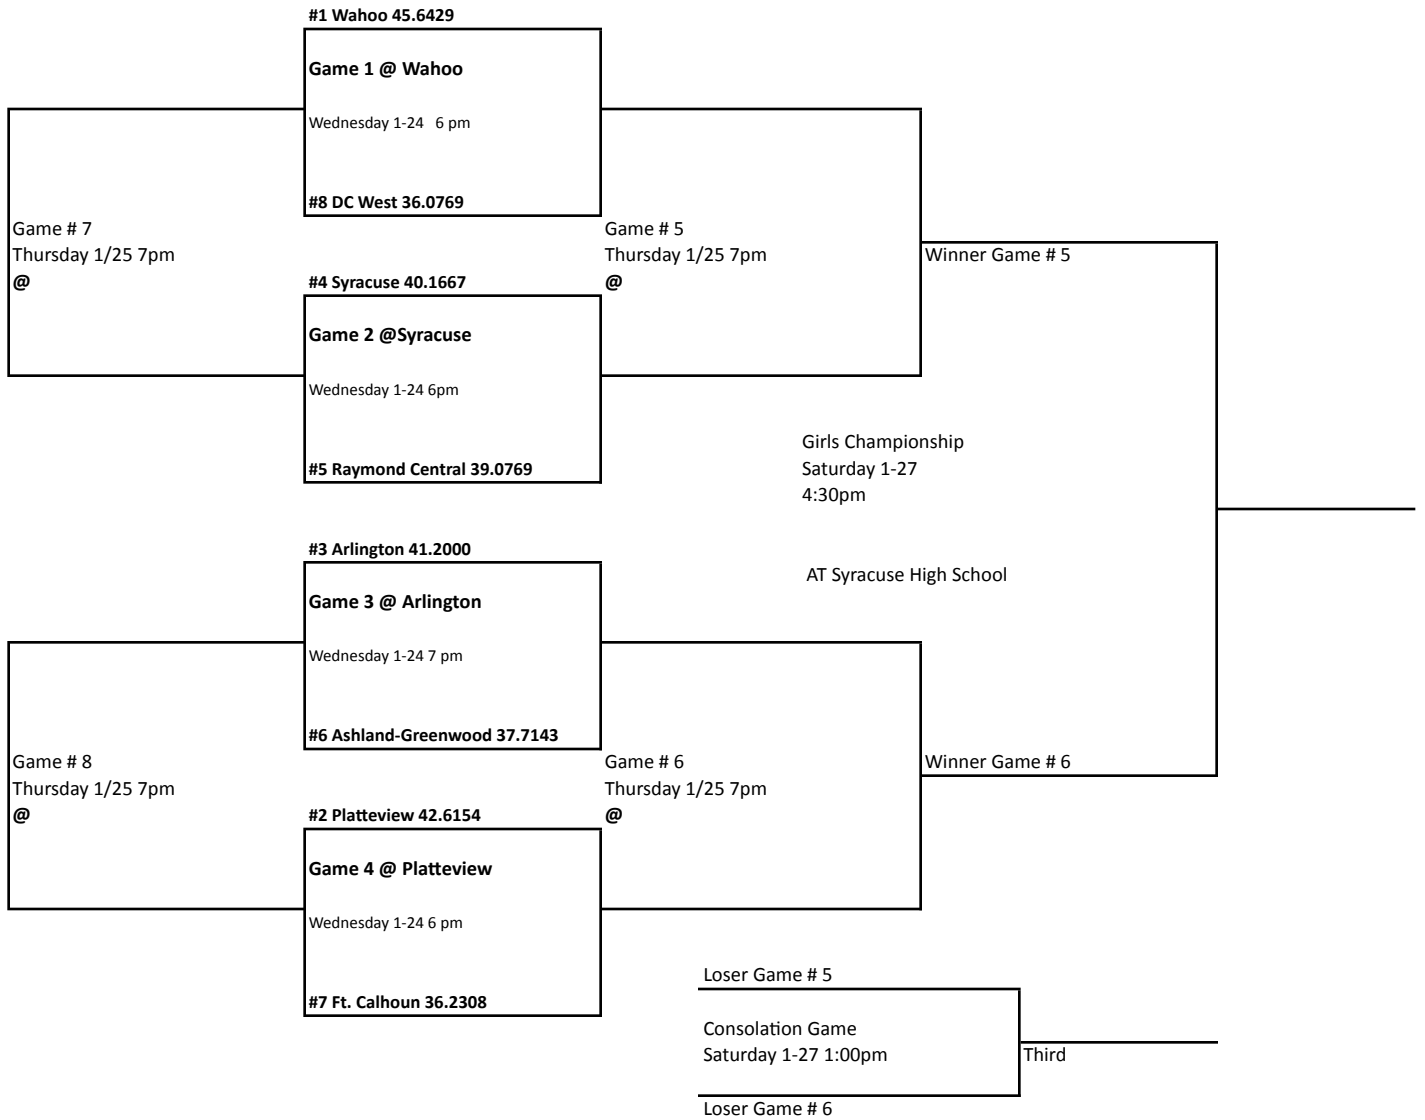 #1 Wahoo 45.6429
Game 1 @ Wahoo
Wednesday 1-24 6 pm
#8 DC West 36.0769
Game # 7
Thursday 1/25 7pm
@
Game # 5
Thursday 1/25 7pm
@
Winner Game # 5
#4 Syracuse 40.1667
Game 2 @Syracuse
Wednesday 1-24 6pm
#5 Raymond Central 39.0769
Girls Championship
Saturday 1-27
4:30pm
AT Syracuse High School
#3 Arlington 41.2000
Game 3 @ Arlington
Wednesday 1-24 7 pm
#6 Ashland-Greenwood 37.7143
Game # 8
Thursday 1/25 7pm
@
Game # 6
Thursday 1/25 7pm
@
Winner Game # 6
#2 Platteview 42.6154
Game 4 @ Platteview
Wednesday 1-24 6 pm
#7 Ft. Calhoun 36.2308
Loser Game # 5
Consolation Game
Saturday 1-27 1:00pm
Third
Loser Game # 6